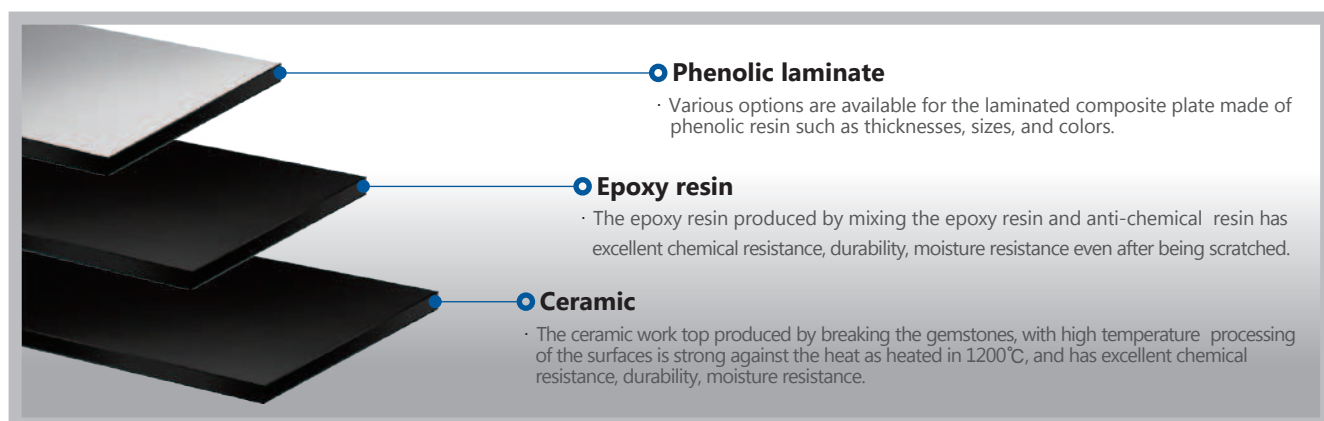 Phenolic laminate
· Various options are available for the laminated composite plate made of
phenolic resin such as thicknesses, sizes, and colors.
Epoxy resin
· The epoxy resin produced by mixing the epoxy resin and anti-chemical resin has
excellent chemical resistance, durability, moisture resistance even after being scratched.
Ceramic
· The ceramic work top produced by breaking the gemstones, with high temperature processing
of the surfaces is strong against the heat as heated in 1200℃, and has excellent chemical
resistance, durability, moisture resistance.